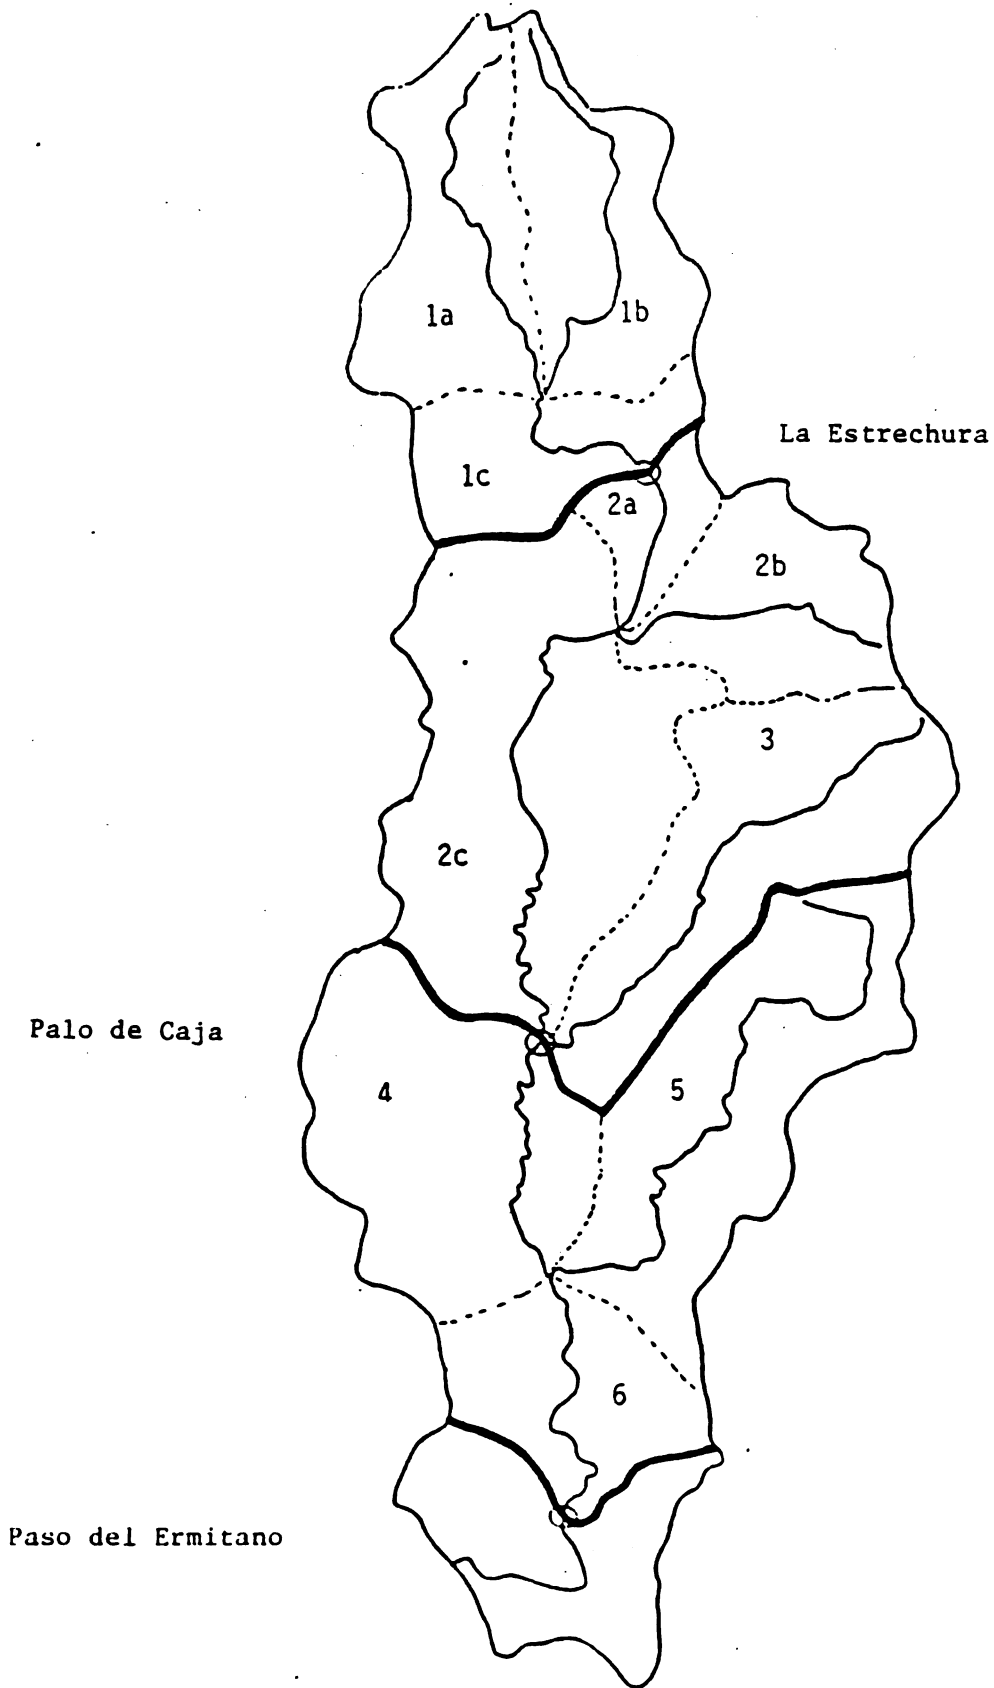 1a
1b
La Estrechura
1c
2a
2b
3
2c
Palo de Caja
4
5
6
Paso del Ermitano